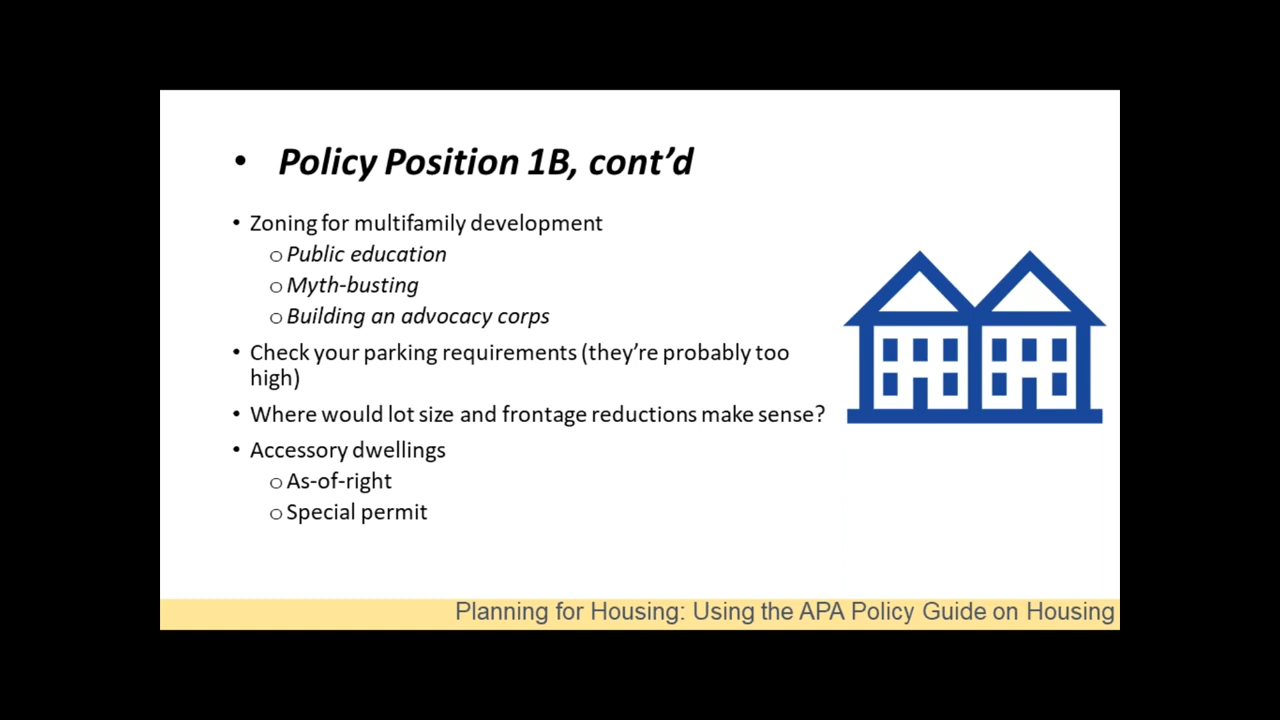 • Policy Position 1B, cont’d
• Zoning for multifamily development
o Public education
o Myth-busting
o Building an advocacy corps
• Check your parking requirements (they’re probably too
high)
• Where would lot size and frontage reductions make sense?
• Accessory dwellings
o As-of-right
o Special permit
Planning for Housing: Using the APA Policy Guide on Housing